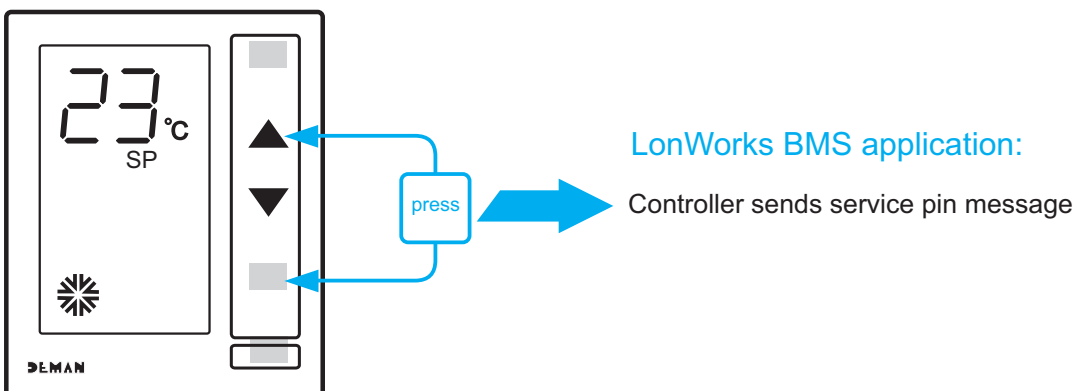 23°C
SP
DEMAN
press
LonWorks BMS application:
Controller sends service pin message